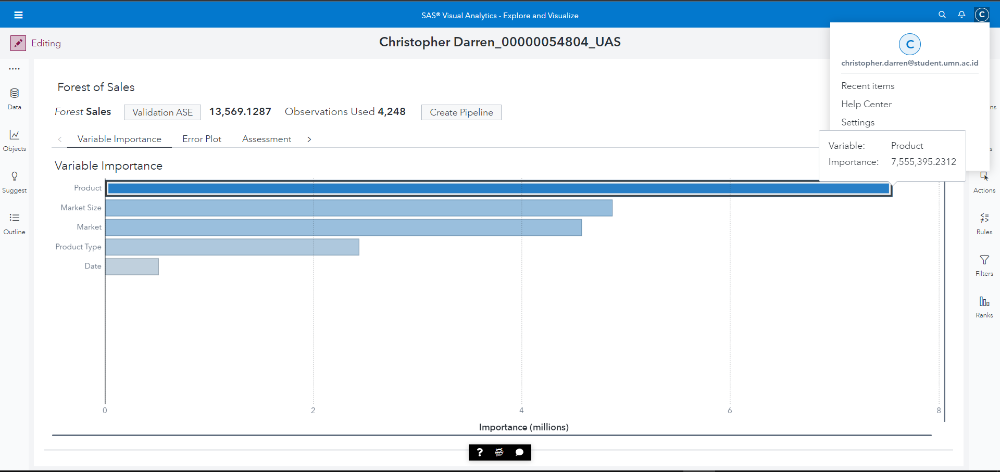 SAS® Visual Analytics - Explore and Visualize
C
Editing
Christopher Darren_00000054804_UAS
C
christopher.darren@student.umn.ac.id
Recent items
Help Center
Settings
Data
Objects
Suggest
Outline
Forest of Sales
Forest Sales Validation ASE 13,569.1287 Observations Used 4,248 Create Pipeline
Variable Importance Error Plot Assessment
Variable: Product
Importance: 7,555,395.2312
Variable Importance
Product
Market Size
Market
Product Type
Date
0 2 4 6 8
Importance (millions)
Actions
Rules
Filters
Ranks
?